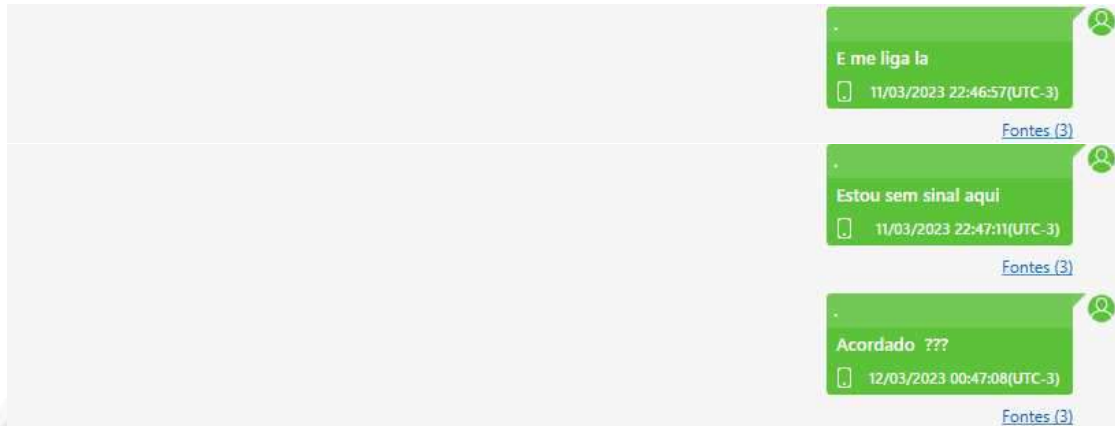 .
E me liga la
11/03/2023 22:46:57(UTC-3)
Fontes (3)
.
Estou sem sinal aqui
11/03/2023 22:47:11(UTC-3)
Fontes (3)
.
Acordado ???
12/03/2023 00:47:08(UTC-3)
Fontes (3)